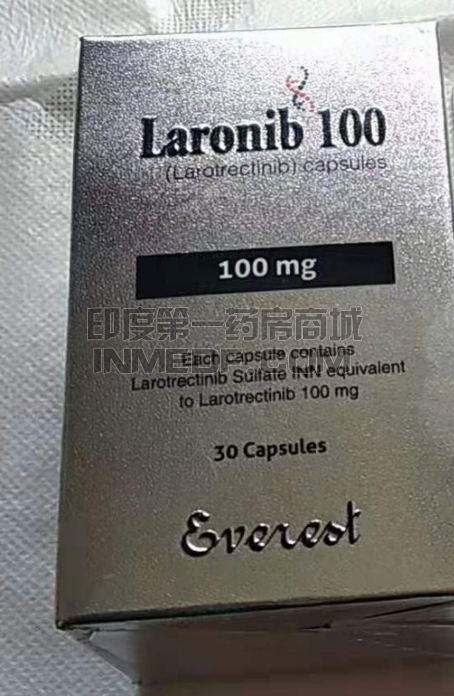 Laronib 100
(Larotrectinib) capsules
100 mg
印度第一药房商城
Each capsule contains
Larotrectinib Sulfate INN equivalent
to Larotrectinib 100 mg
30 Capsules
Everest